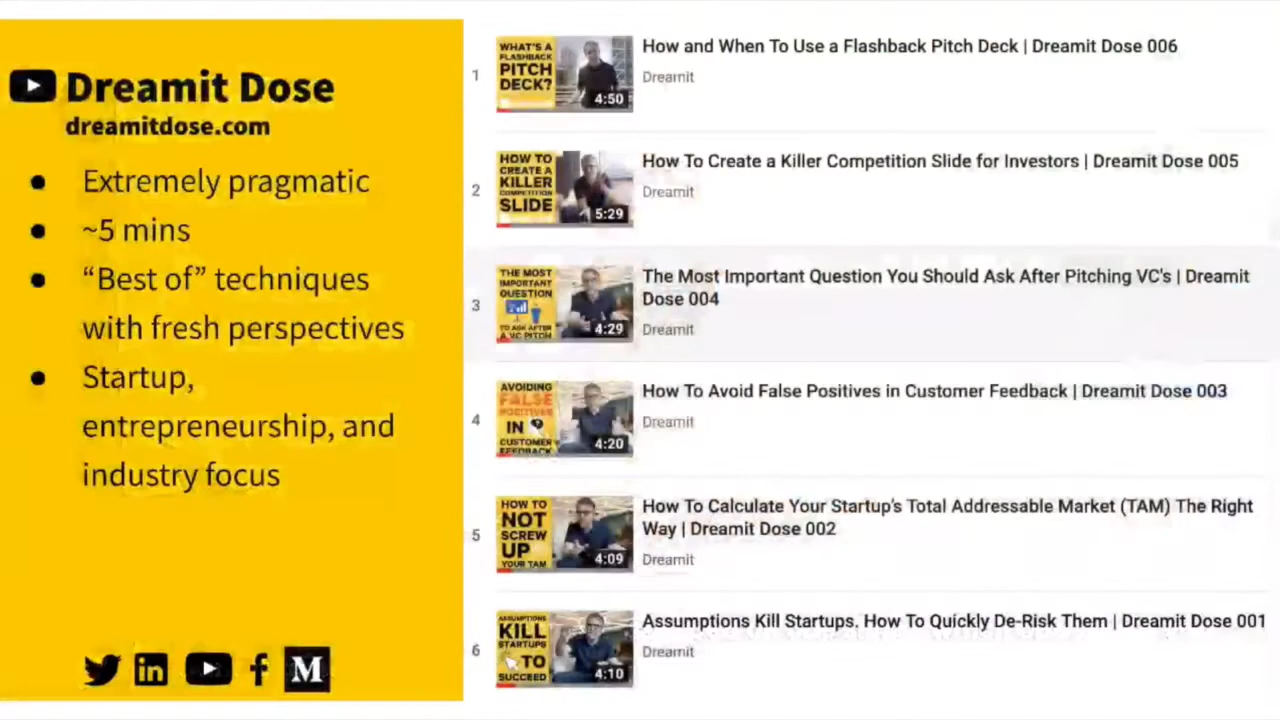 Dreamit Dose
dreamitdose.com
● Extremely pragmatic
● ~5 mins
● “Best of” techniques
with fresh perspectives
● Startup,
entrepreneurship, and
industry focus
M
1
WHAT'S A
FLASHBACK
PITCH
DECK?
4:50
How and When To Use a Flashback Pitch Deck | Dreamit Dose 006
Dreamit
2
HOW TO
CREATE A
KILLER
COMPETITION
SLIDE
5:29
How To Create a Killer Competition Slide for Investors | Dreamit Dose 005
Dreamit
3
THE MOST
IMPORTANT
QUESTION
TO ASK AFTER
A VC PITCH
4:29
The Most Important Question You Should Ask After Pitching VC's | Dreamit
Dose 004
Dreamit
4
AVOIDING
FALSE
POSITIVES
IN
CUSTOMER
FEEDBACK
4:20
How To Avoid False Positives in Customer Feedback | Dreamit Dose 003
Dreamit
5
HOW TO
NOT
SCREW
UP
YOUR TAM
4:09
How To Calculate Your Startup's Total Addressable Market (TAM) The Right
Way | Dreamit Dose 002
Dreamit
6
ASSUMPTIONS
KILL
STARTUPS
TO
SUCCEED
4:10
Assumptions Kill Startups. How To Quickly De-Risk Them | Dreamit Dose 001
Dreamit